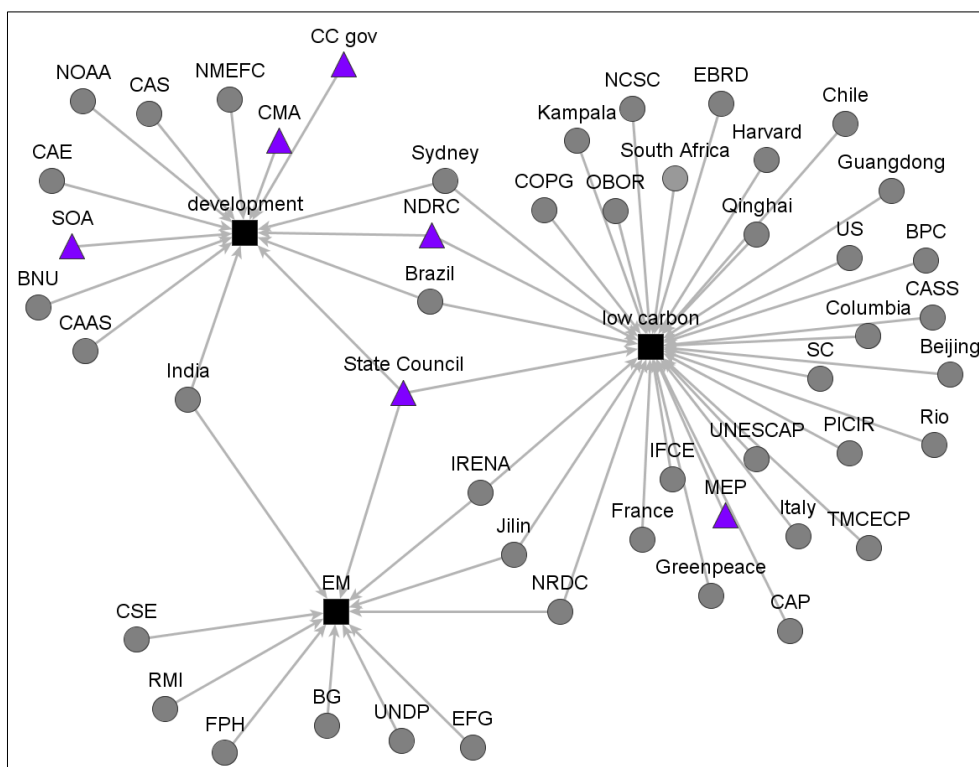 CC gov
NOAA
CAS
NMEFC
CMA
NCSC
EBRD
Chile
Kampala
Harvard
CAE
Sydney
South Africa
Guangdong
COPG
OBOR
development
SOA
NDRC
Qinghai
US
BPC
BNU
Brazil
CASS
CAAS
low carbon
Columbia
India
State Council
SC
Beijing
IRENA
IFCE
UNESCAP
PICIR
Rio
MEP
Jilin
France
Italy
TMCECP
EM
NRDC
Greenpeace
CSE
CAP
RMI
FPH
BG
UNDP
EFG